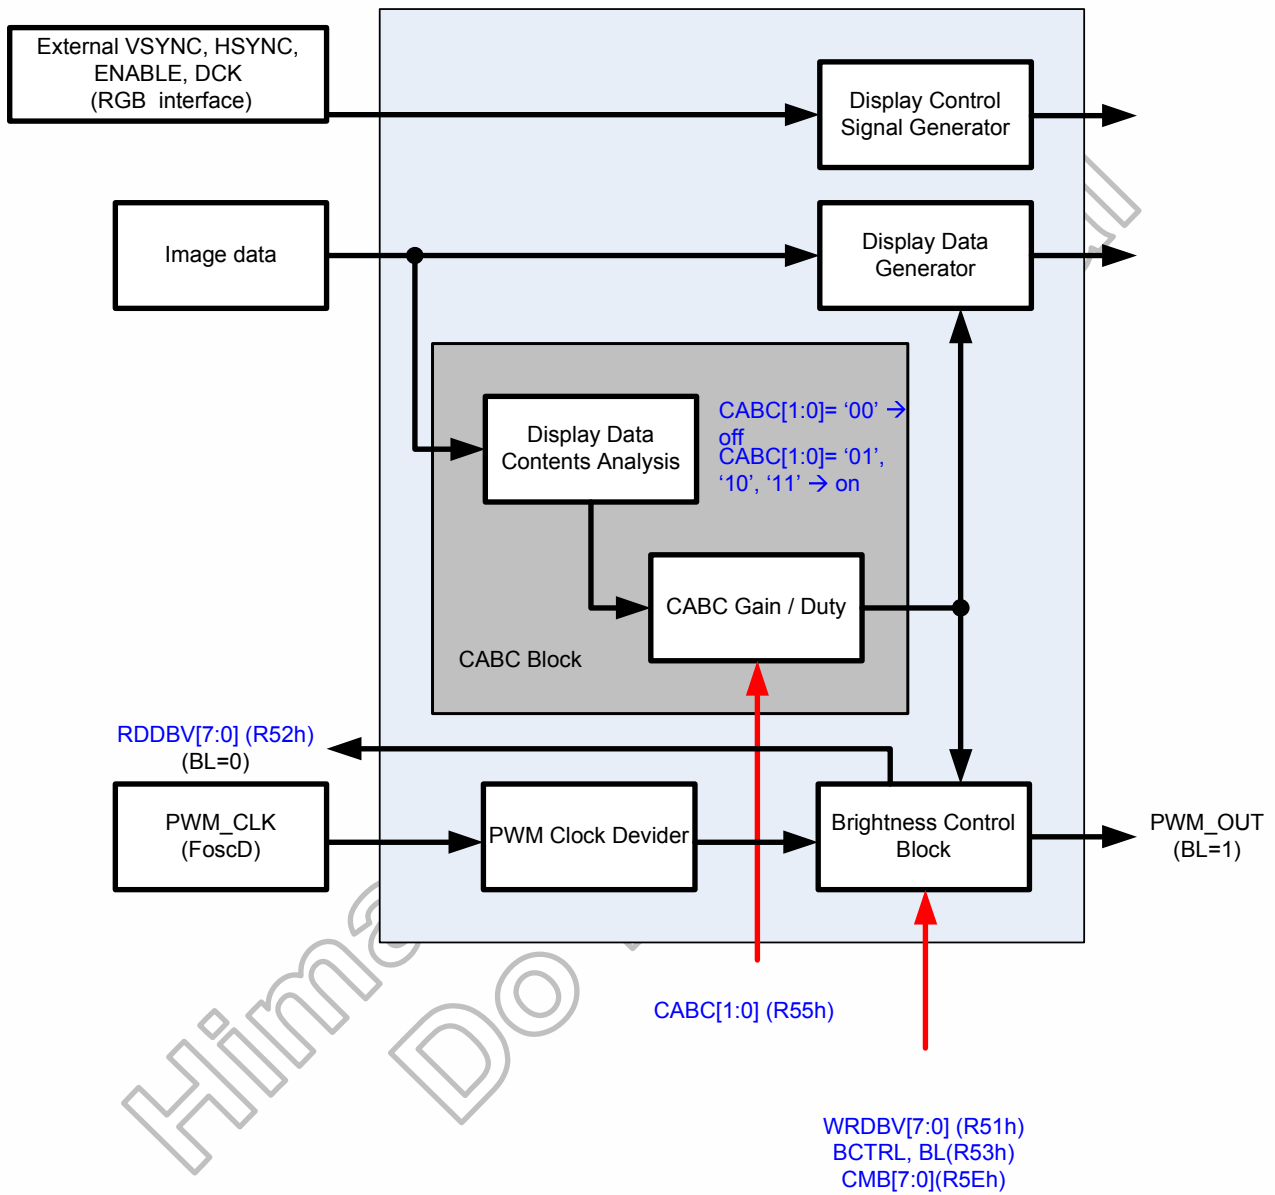 External VSYNC, HSYNC,
ENABLE, DCK
(RGB interface)
Display Control
Signal Generator
Image data
Display Data
Generator
Display Data
Contents Analysis
CABC[1:0]= ‘00’ →
off
CABC[1:0]= ‘01’,
‘10’, ‘11’ → on
CABC Gain / Duty
CABC Block
RDDBV[7:0] (R52h)
(BL=0)
PWM_CLK
(FoscD)
PWM Clock Devider
Brightness Control
Block
PWM_OUT
(BL=1)
CABC[1:0] (R55h)
WRDBV[7:0] (R51h)
BCTRL, BL(R53h)
CMB[7:0](R5Eh)
Do